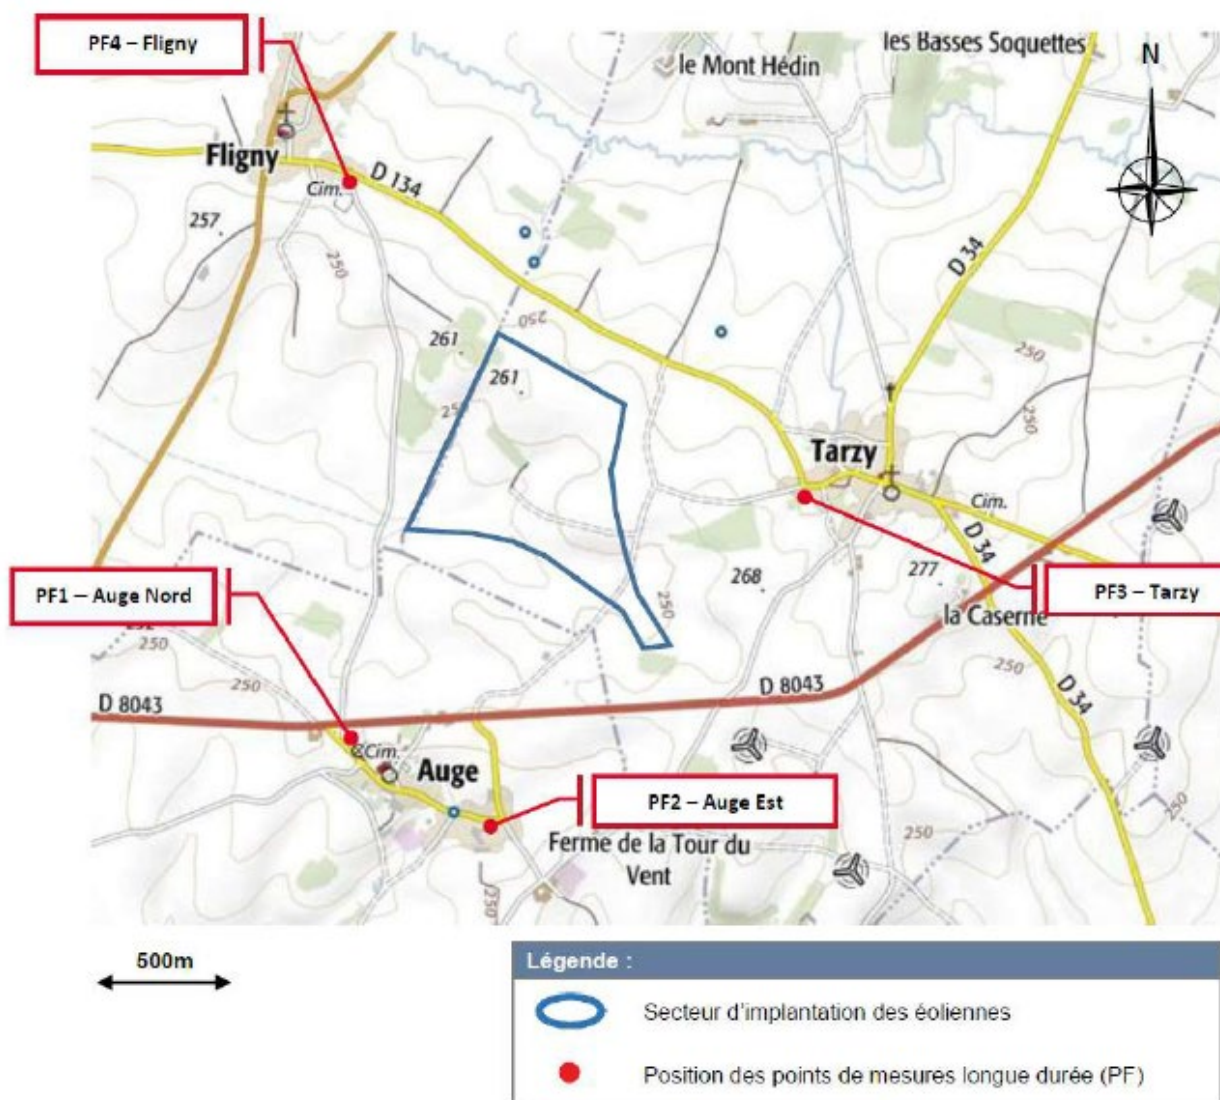 PF4 – Fligny
le Mont Hédin
les Basses Soquettes
N
Fligny
D 134
Cim.
257
250
D 34
250
261
261
250
250
Tarzy
Cim.
D 34
PF1 – Auge Nord
268
277
PF3 – Tarzy
la Caserne
250
250
250
250
D 8043
D 8043
D 34
Cim.
Auge
PF2 – Auge Est
250
250
Ferme de la Tour du
Vent
250
500m
Légende :
Secteur d'implantation des éoliennes
Position des points de mesures longue durée (PF)